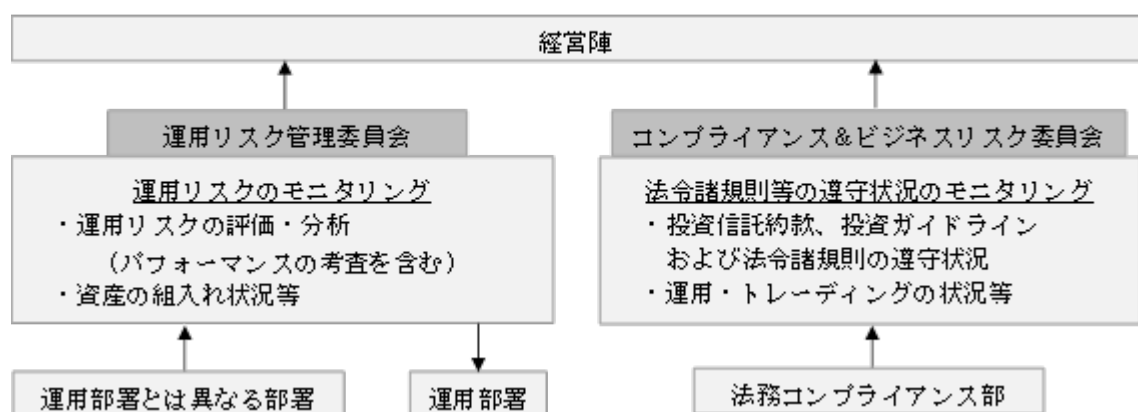 経営陣
運用リスク管理委員会
運用リスクのモニタリング
・運用リスクの評価・分析
（パフォーマンスの考査を含む）
・資産の組入れ状況等
コンプライアンス＆ビジネスリスク委員会
法令諸規則等の遵守状況のモニタリング
・投資信託約款、投資ガイドライン
および法令諸規則の遵守状況
・運用・トレーディングの状況等
運用部署とは異なる部署
運用部署
法務コンプライアンス部